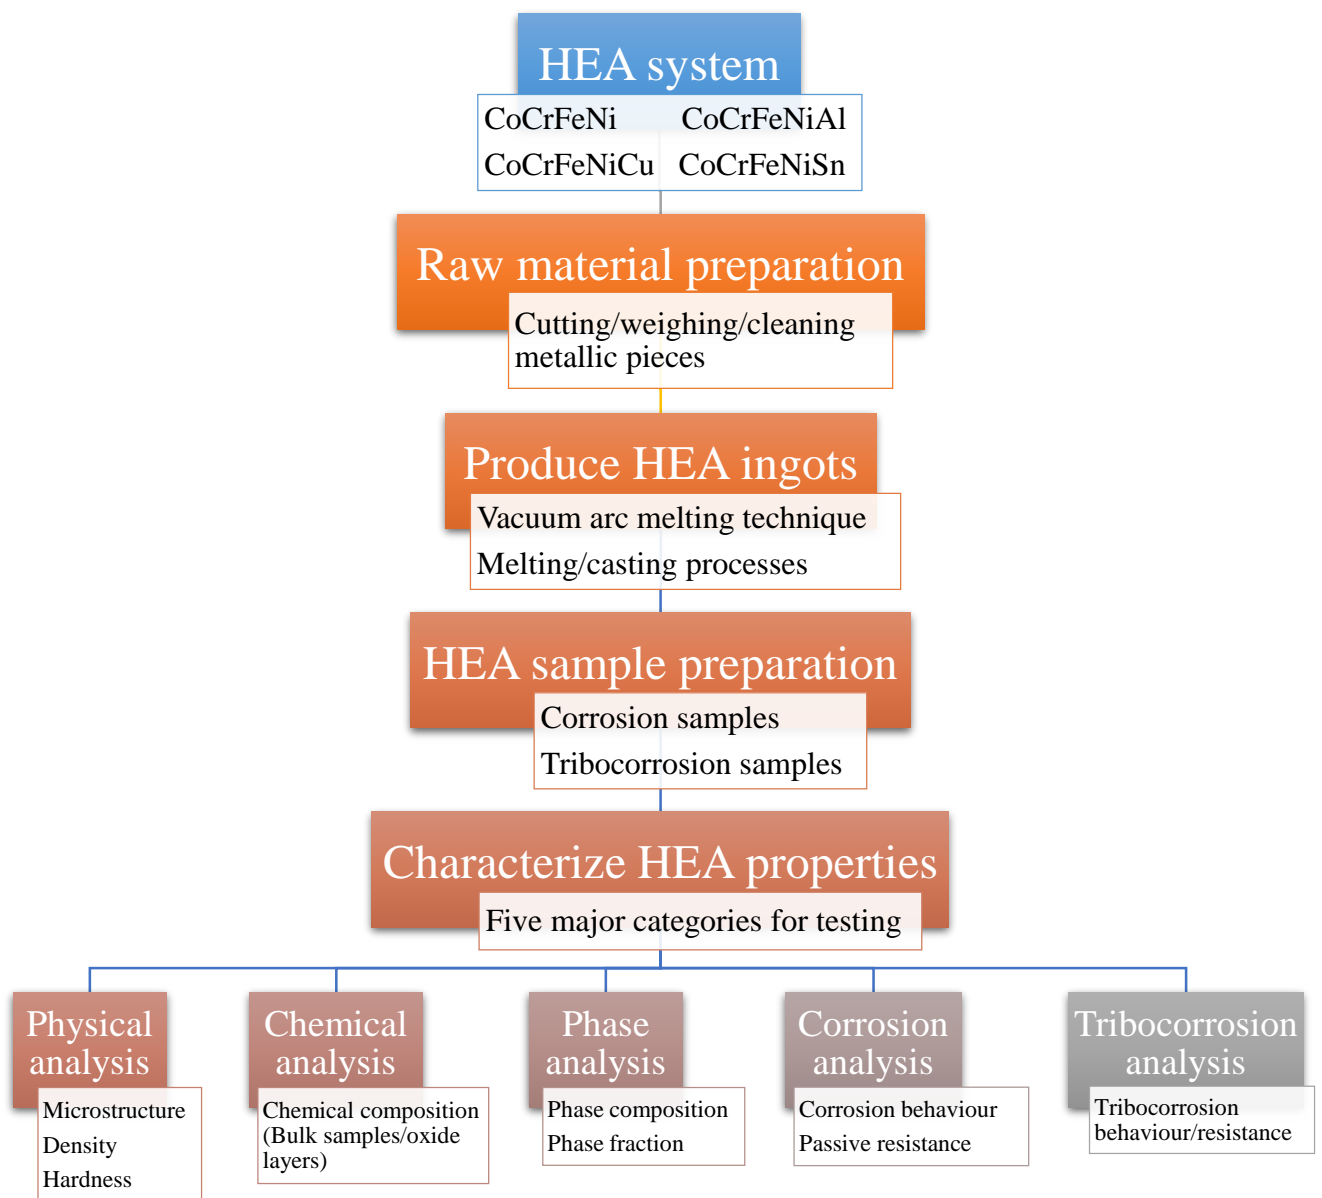 HEA system
CoCrFeNi CoCrFeNiAl
CoCrFeNiCu CoCrFeNiSn
Raw material preparation
Cutting/weighing/cleaning
metallic pieces
Produce HEA ingots
Vacuum arc melting technique
Melting/casting processes
HEA sample preparation
Corrosion samples
Tribocorrosion samples
Characterize HEA properties
Five major categories for testing
Physical
analysis
Microstructure
Density
Hardness
Chemical
analysis
Chemical composition
(Bulk samples/oxide
layers)
Phase
analysis
Phase composition
Phase fraction
Corrosion
analysis
Corrosion behaviour
Passive resistance
Tribocorrosion
analysis
Tribocorrosion
behaviour/resistance